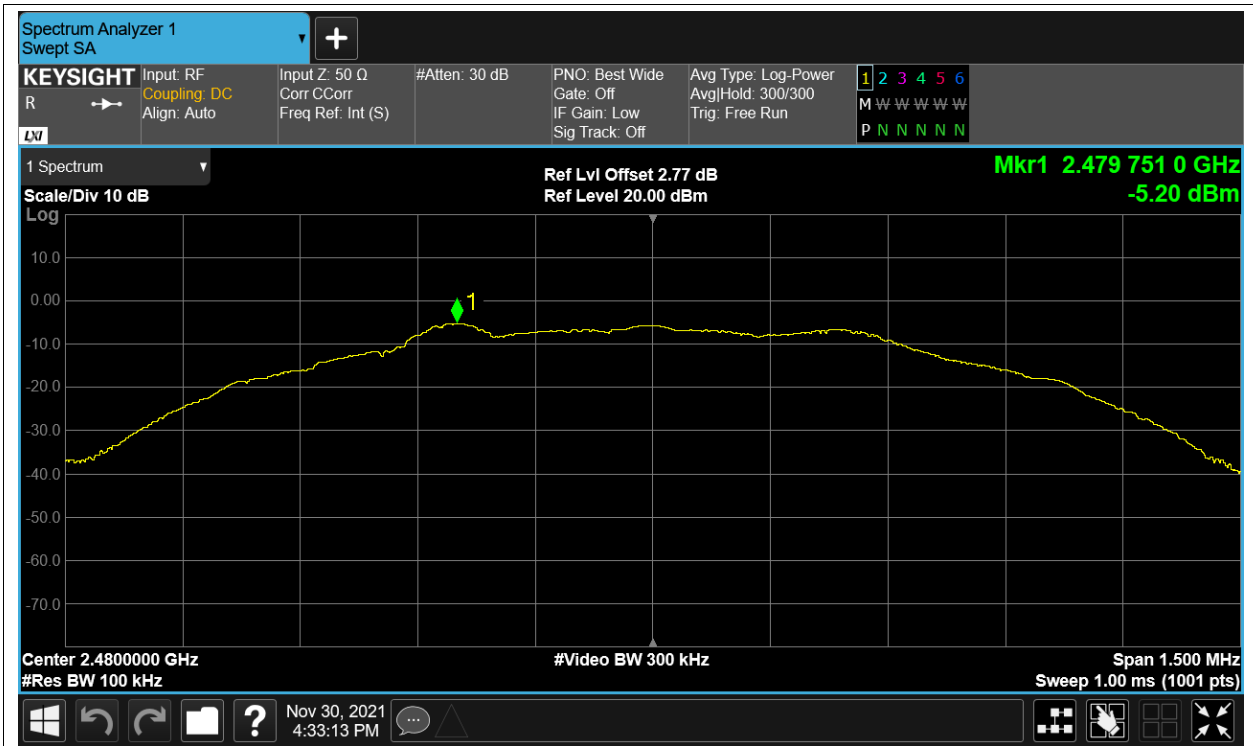 Spectrum Analyzer 1
Swept SA
KEYSIGHT
R
LXI
Input: RF
Coupling: DC
Align: Auto
Input Z: 50 Ω
Corr CCorr
Freq Ref: Int (S)
#Atten: 30 dB
PNO: Best Wide
Gate: Off
IF Gain: Low
Sig Track: Off
Avg Type: Log-Power
Avg|Hold: 300/300
Trig: Free Run
1 2 3 4 5 6
M W W W W W W
P N N N N N N
1 Spectrum
Scale/Div 10 dB
Ref Lvl Offset 2.77 dB
Ref Level 20.00 dBm
Mkr1 2.479 751 0 GHz
-5.20 dBm
Log
10.0
0.00
-10.0
-20.0
-30.0
-40.0
-50.0
-60.0
-70.0
1
Center 2.4800000 GHz
#Res BW 100 kHz
#Video BW 300 kHz
Span 1.500 MHz
Sweep 1.00 ms (1001 pts)
?
Nov 30, 2021
4:33:13 PM